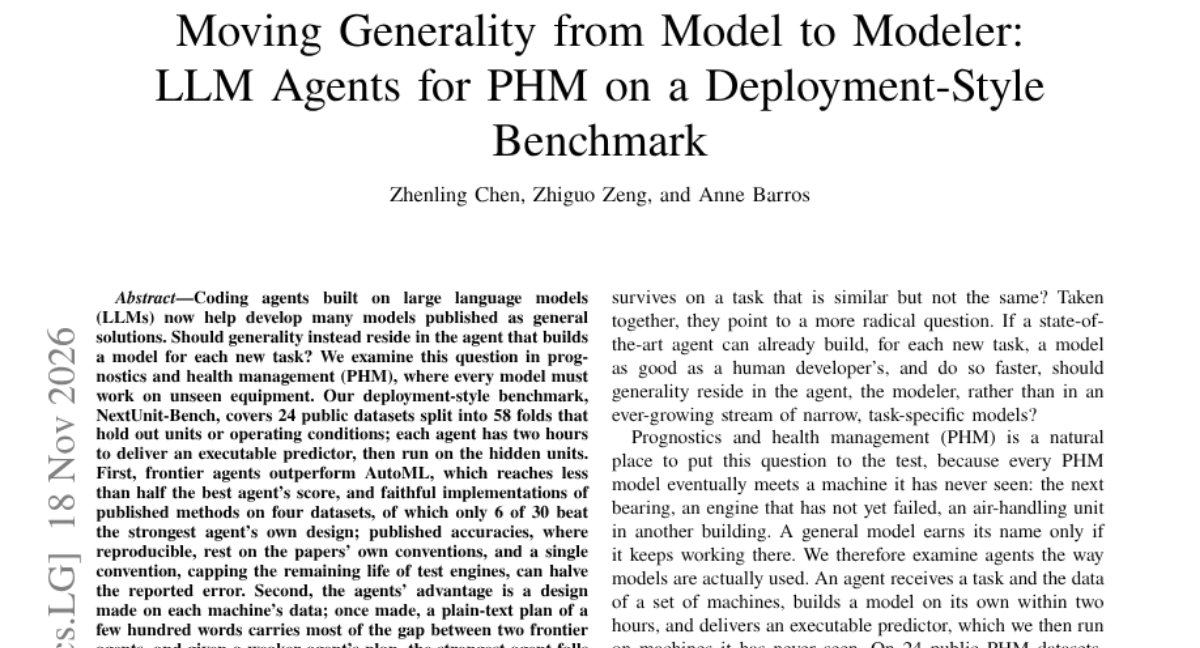 Moving Generality from Model to Modeler:
LLM Agents for PHM on a Deployment-Style
Benchmark
Zhenling Chen, Zhiguo Zeng, and Anne Barros
cs.LG] 18 Nov 2026
Abstract—Coding agents built on large language models
(LLMs) now help develop many models published as general
solutions. Should generality instead reside in the agent that builds
a model for each new task? We examine this question in prog-
nostics and health management (PHM), where every model must
work on unseen equipment. Our deployment-style benchmark,
NextUnit-Bench, covers 24 public datasets split into 58 folds that
hold out units or operating conditions; each agent has two hours
to deliver an executable predictor, then run on the hidden units.
First, frontier agents outperform AutoML, which reaches less
than half the best agent's score, and faithful implementations of
published methods on four datasets, of which only 6 of 30 beat
the strongest agent's own design; published accuracies, where
reproducible, rest on the papers' own conventions, and a single
convention, capping the remaining life of test engines, can halve
the reported error. Second, the agents' advantage is a design
made on each machine's data; once made, a plain-text plan of a
few hundred words carries most of the gap between two frontier
survives on a task that is similar but not the same? Taken
together, they point to a more radical question. If a state-of-
the-art agent can already build, for each new task, a model
as good as a human developer's, and do so faster, should
generality reside in the agent, the modeler, rather than in an
ever-growing stream of narrow, task-specific models?
Prognostics and health management (PHM) is a natural
place to put this question to the test, because every PHM
model eventually meets a machine it has never seen: the next
bearing, an engine that has not yet failed, an air-handling unit
in another building. A general model earns its name only if
it keeps working there. We therefore examine agents the way
models are actually used. An agent receives a task and the data
of a set of machines, builds a model on its own within two
hours, and delivers an executable predictor, which we then run